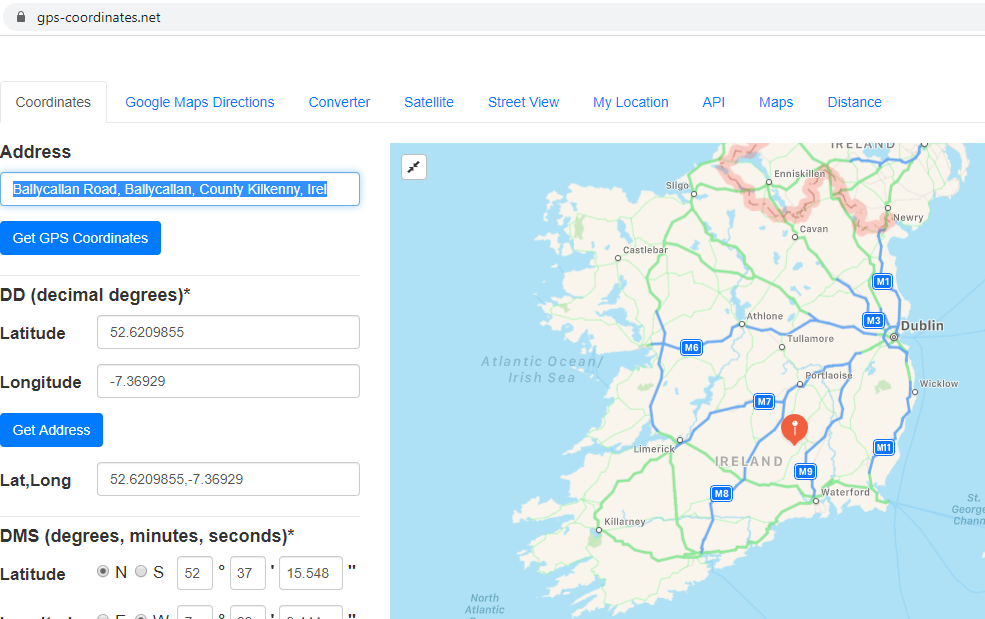 gps-coordinates.net
Coordinates Google Maps Directions Converter Satellite Street View My Location API Maps Distance
Address
Ballycallan Road, Ballycallan, County Kilkenny, Irel
Get GPS Coordinates
DD (decimal degrees)*
Latitude 52.6209855
Longitude -7.36929
Get Address
Lat,Long 52.6209855,-7.36929
DMS (degrees, minutes, seconds)*
Latitude N S 52 ° 37 ' 15.548 "
IRELAND
Enniskillen
Sligo
Newry
Cavan
Castlebar
M1
Athlone
M3
Dublin
Tullamore
M6
Atlantic Ocean/
Irish Sea
Portlaoise
Wicklow
M7
Limerick
M11
IRELAND
M9
M8
Waterford
St.
George
Chann
Killarney
North
Atlantic